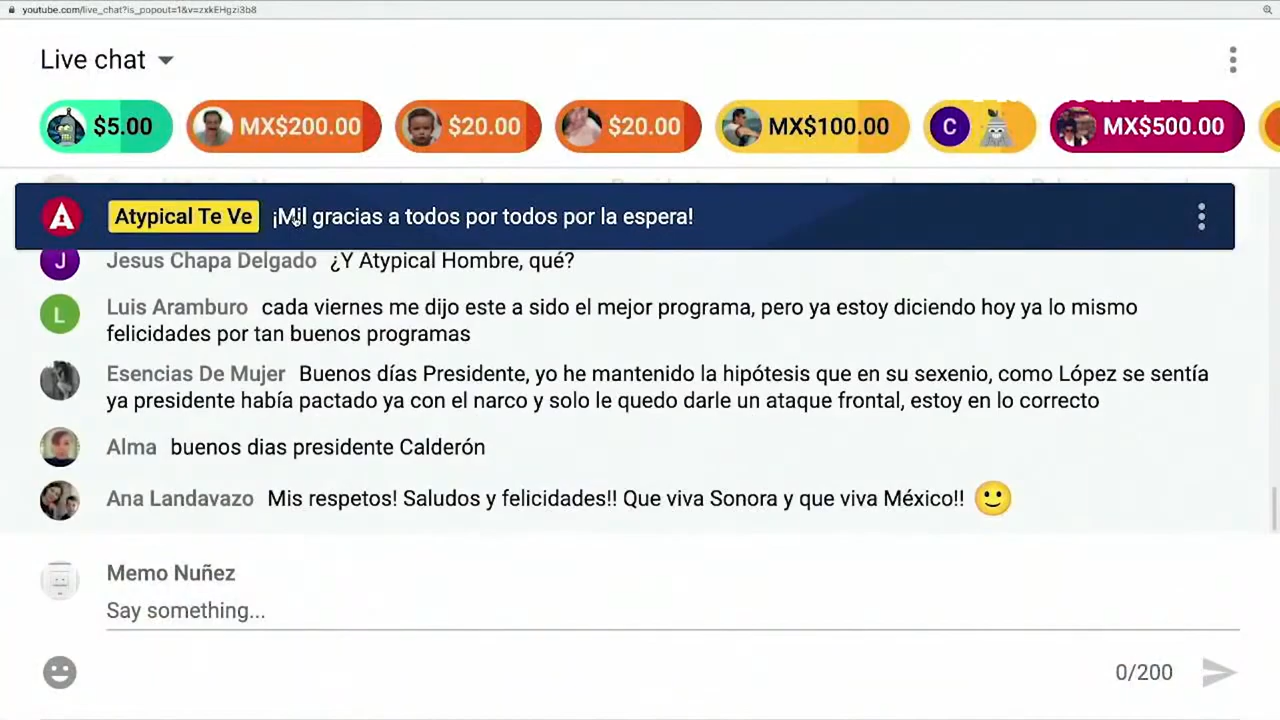 youtube.com/live_chat?is_popout=1&v=zxkEHgzi3b8
Live chat
$5.00 MX$200.00 $20.00 $20.00 MX$100.00 C MX$500.00
Atypical Te Ve ¡Mil gracias a todos por todos por la espera!
J Jesus Chapa Delgado ¿Y Atypical Hombre, qué?
L Luis Aramburo cada viernes me dijo este a sido el mejor programa, pero ya estoy diciendo hoy ya lo mismo
felicidades por tan buenos programas
Esencias De Mujer Buenos días Presidente, yo he mantenido la hipótesis que en su sexenio, como López se sentía
ya presidente había pactado ya con el narco y solo le quedo darle un ataque frontal, estoy en lo correcto
Alma buenos dias presidente Calderón
Ana Landavazo Mis respetos! Saludos y felicidades!! Que viva Sonora y que viva México!!
Memo Nuñez
Say something...
0/200